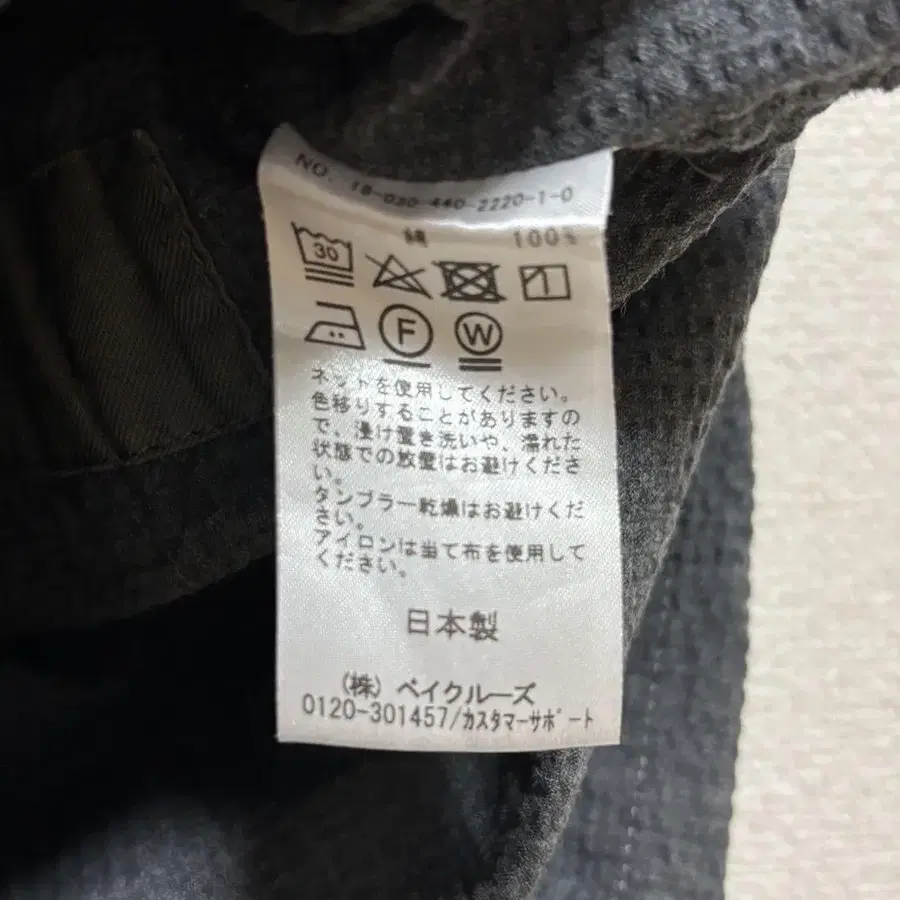 NO. 18-030-440-2220-1-0
綿 100%
30
F W
ネットを使用してください。
色移りすることがありますの
で、浸け置き洗いや、濡れた
状態での放置はお避けくださ
い。
タンブラー乾燥はお避けくだ
さい。
アイロンは当て布を使用して
ください。
日本製
(株) ベイクルーズ
0120-301457/カスタマーサポート